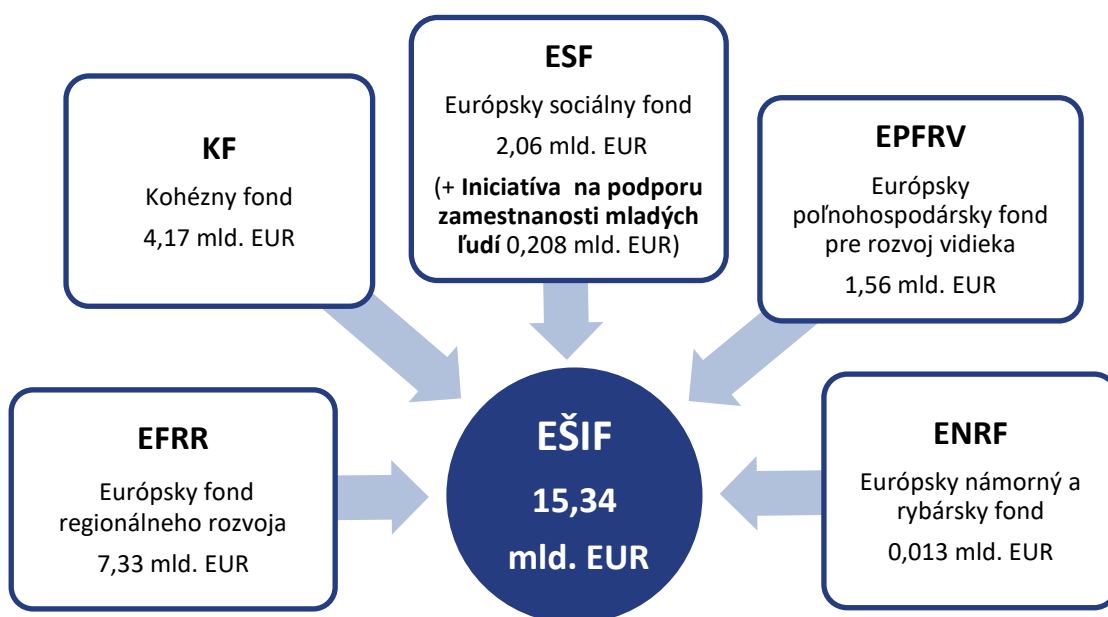 KF
Kohézny fond
4,17 mld. EUR
ESF
Európsky sociálny fond
2,06 mld. EUR
(+ Iniciatíva na podporu
zamestnanosti mladých
ľudí 0,208 mld. EUR)
EPFRV
Európsky
poľnohospodársky fond
pre rozvoj vidieka
1,56 mld. EUR
EFRR
Európsky fond
regionálneho rozvoja
7,33 mld. EUR
EŠIF
15,34
mld. EUR
ENRF
Európsky námorný a
rybársky fond
0,013 mld. EUR